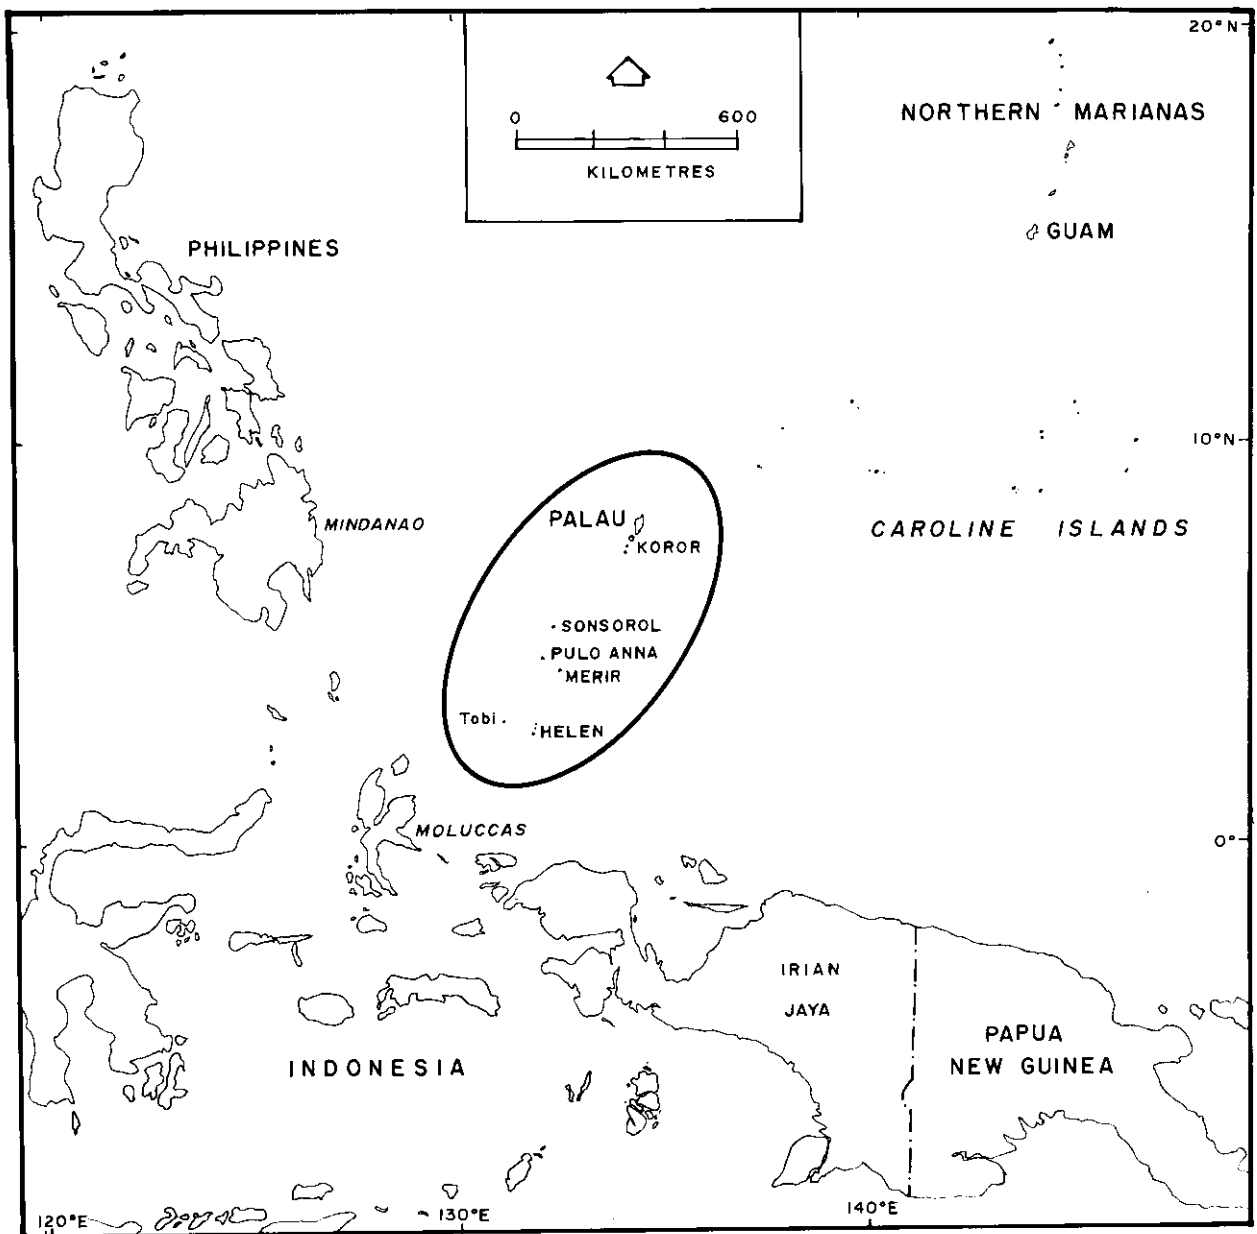 20°N
0 600
KILOMETRES
NORTHERN MARIANAS
GUAM
PHILIPPINES
10°N
MINDANAO
PALAU
KOROR
CAROLINE ISLANDS
SONSOROL
PULO ANNA
MERIR
Tobi
HELEN
MOLUCCAS
0°
IRIAN
JAYA
PAPUA
NEW GUINEA
INDONESIA
120°E
130°E
140°E